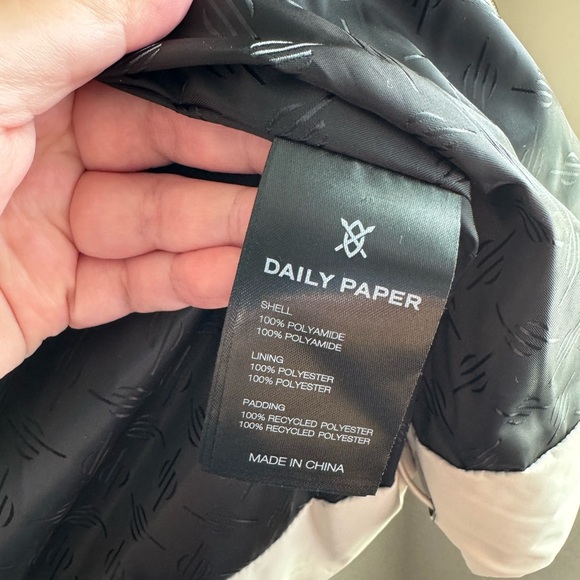 DAILY PAPER
SHELL
100% POLYAMIDE
100% POLYAMIDE
LINING
100% POLYESTER
100% POLYESTER
PADDING
100% RECYCLED POLYESTER
100% RECYCLED POLYESTER
MADE IN CHINA